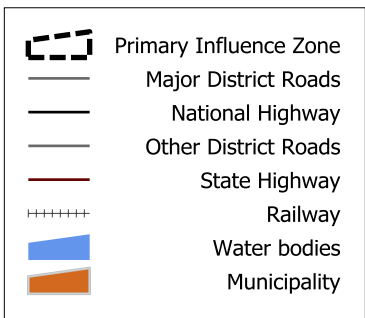 Primary Influence Zone
Major District Roads
National Highway
Other District Roads
State Highway
Railway
Water bodies
Municipality